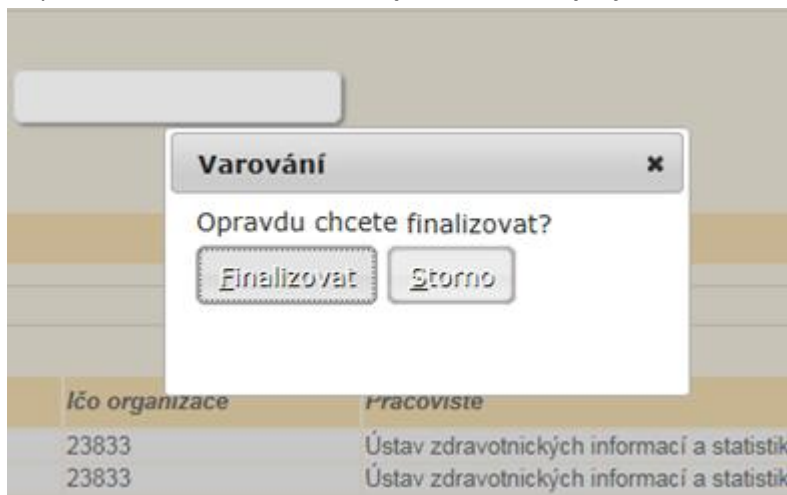 Varování
Opravdu chcete finalizovat?
Finalizovat Storno
Ičo organizace Pracoviště
23833 Ústav zdravotnických informací a statistik
23833 Ústav zdravotnických informací a statistik